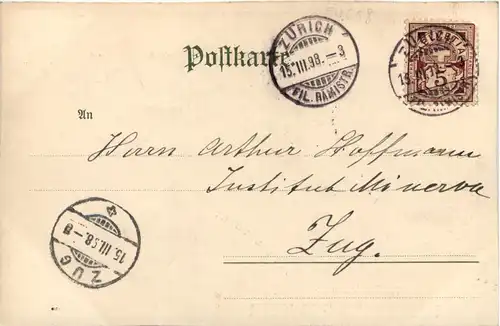 Postkarte.
ZÜRICH
15.III.98.–3
FIL. RÄMISTR.
5
An
Herrn Arthur Hoffmann
Institut Minerva
Zug.
15.III.98.–8
ZUG